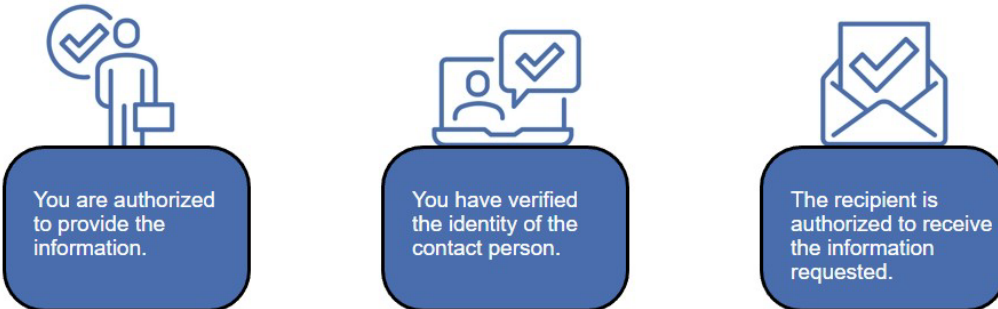 You are authorized
to provide the
information.
You have verified
the identity of the
contact person.
The recipient is
authorized to receive
the information
requested.